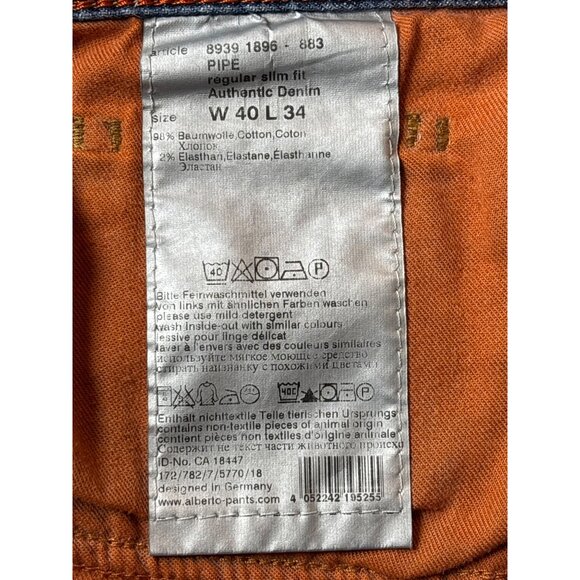 article 8939 1896 - 883
PIPE
regular slim fit
Authentic Denim
size W 40 L 34
98% Baumwolle,Cotton,Coton
Хлопок
2% Elasthan,Elastane,Élasthanne
Эластан
40 P
Bitte Feinwaschmittel verwenden
von links mit ähnlichen Farben waschen
please use mild detergent
wash inside-out with similar colours
lessive pour linge délicat
laver à l'envers avec des couleurs similaires
используйте мягкое моющее средство
стирать наизнанку с похожими цветами
40C
Enthält nichttextile Teile tierischen Ursprungs
contains non-textile pieces of animal origin
contient pièces non textiles d'origine animale
Содержит не текст части животного происхо
ID-No. CA 18447
172/782/7/5770/18
designed in Germany
www.alberto-pants.com
4 052242 195255